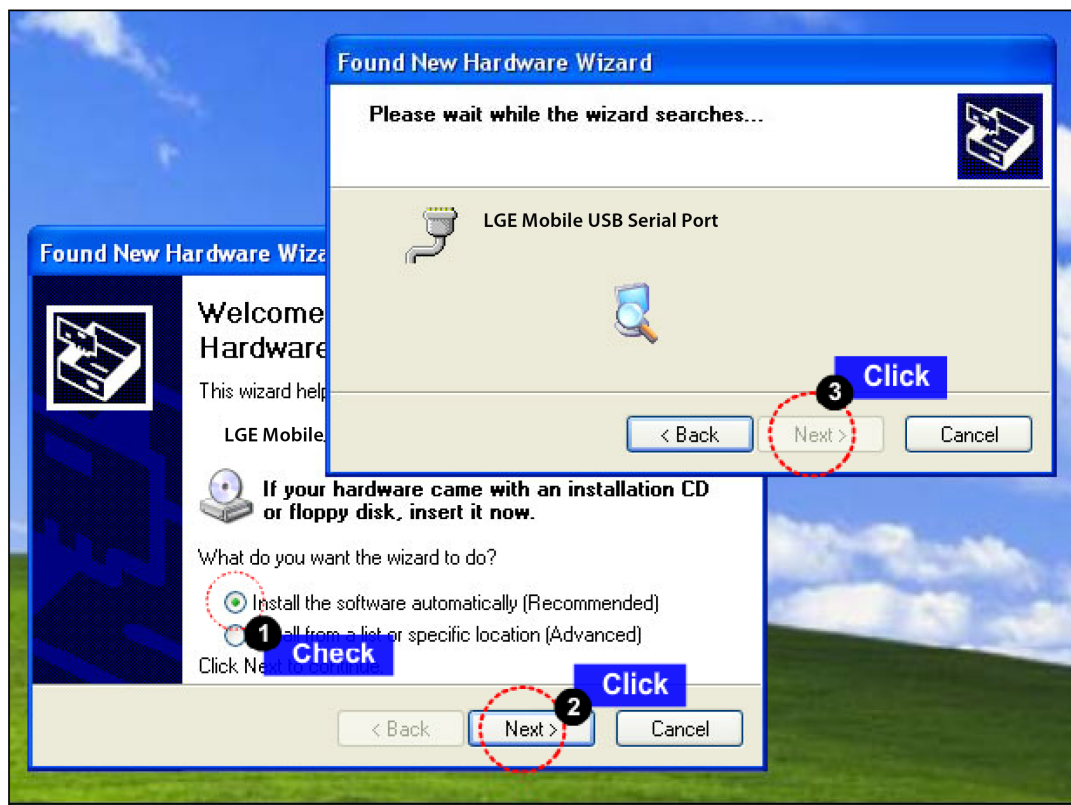 Found New Hardware Wizard
Please wait while the wizard searches...
LGE Mobile USB Serial Port
3
Click
< Back
Next >
Cancel
Found New Hardware Wiza
Welcome
Hardware
This wizard help
LGE Mobile
If your hardware came with an installation CD
or floppy disk, insert it now.
What do you want the wizard to do?
Install the software automatically (Recommended)
1
all from a list or specific location (Advanced)
Check
Click Next to continue.
2
Click
< Back
Next >
Cancel